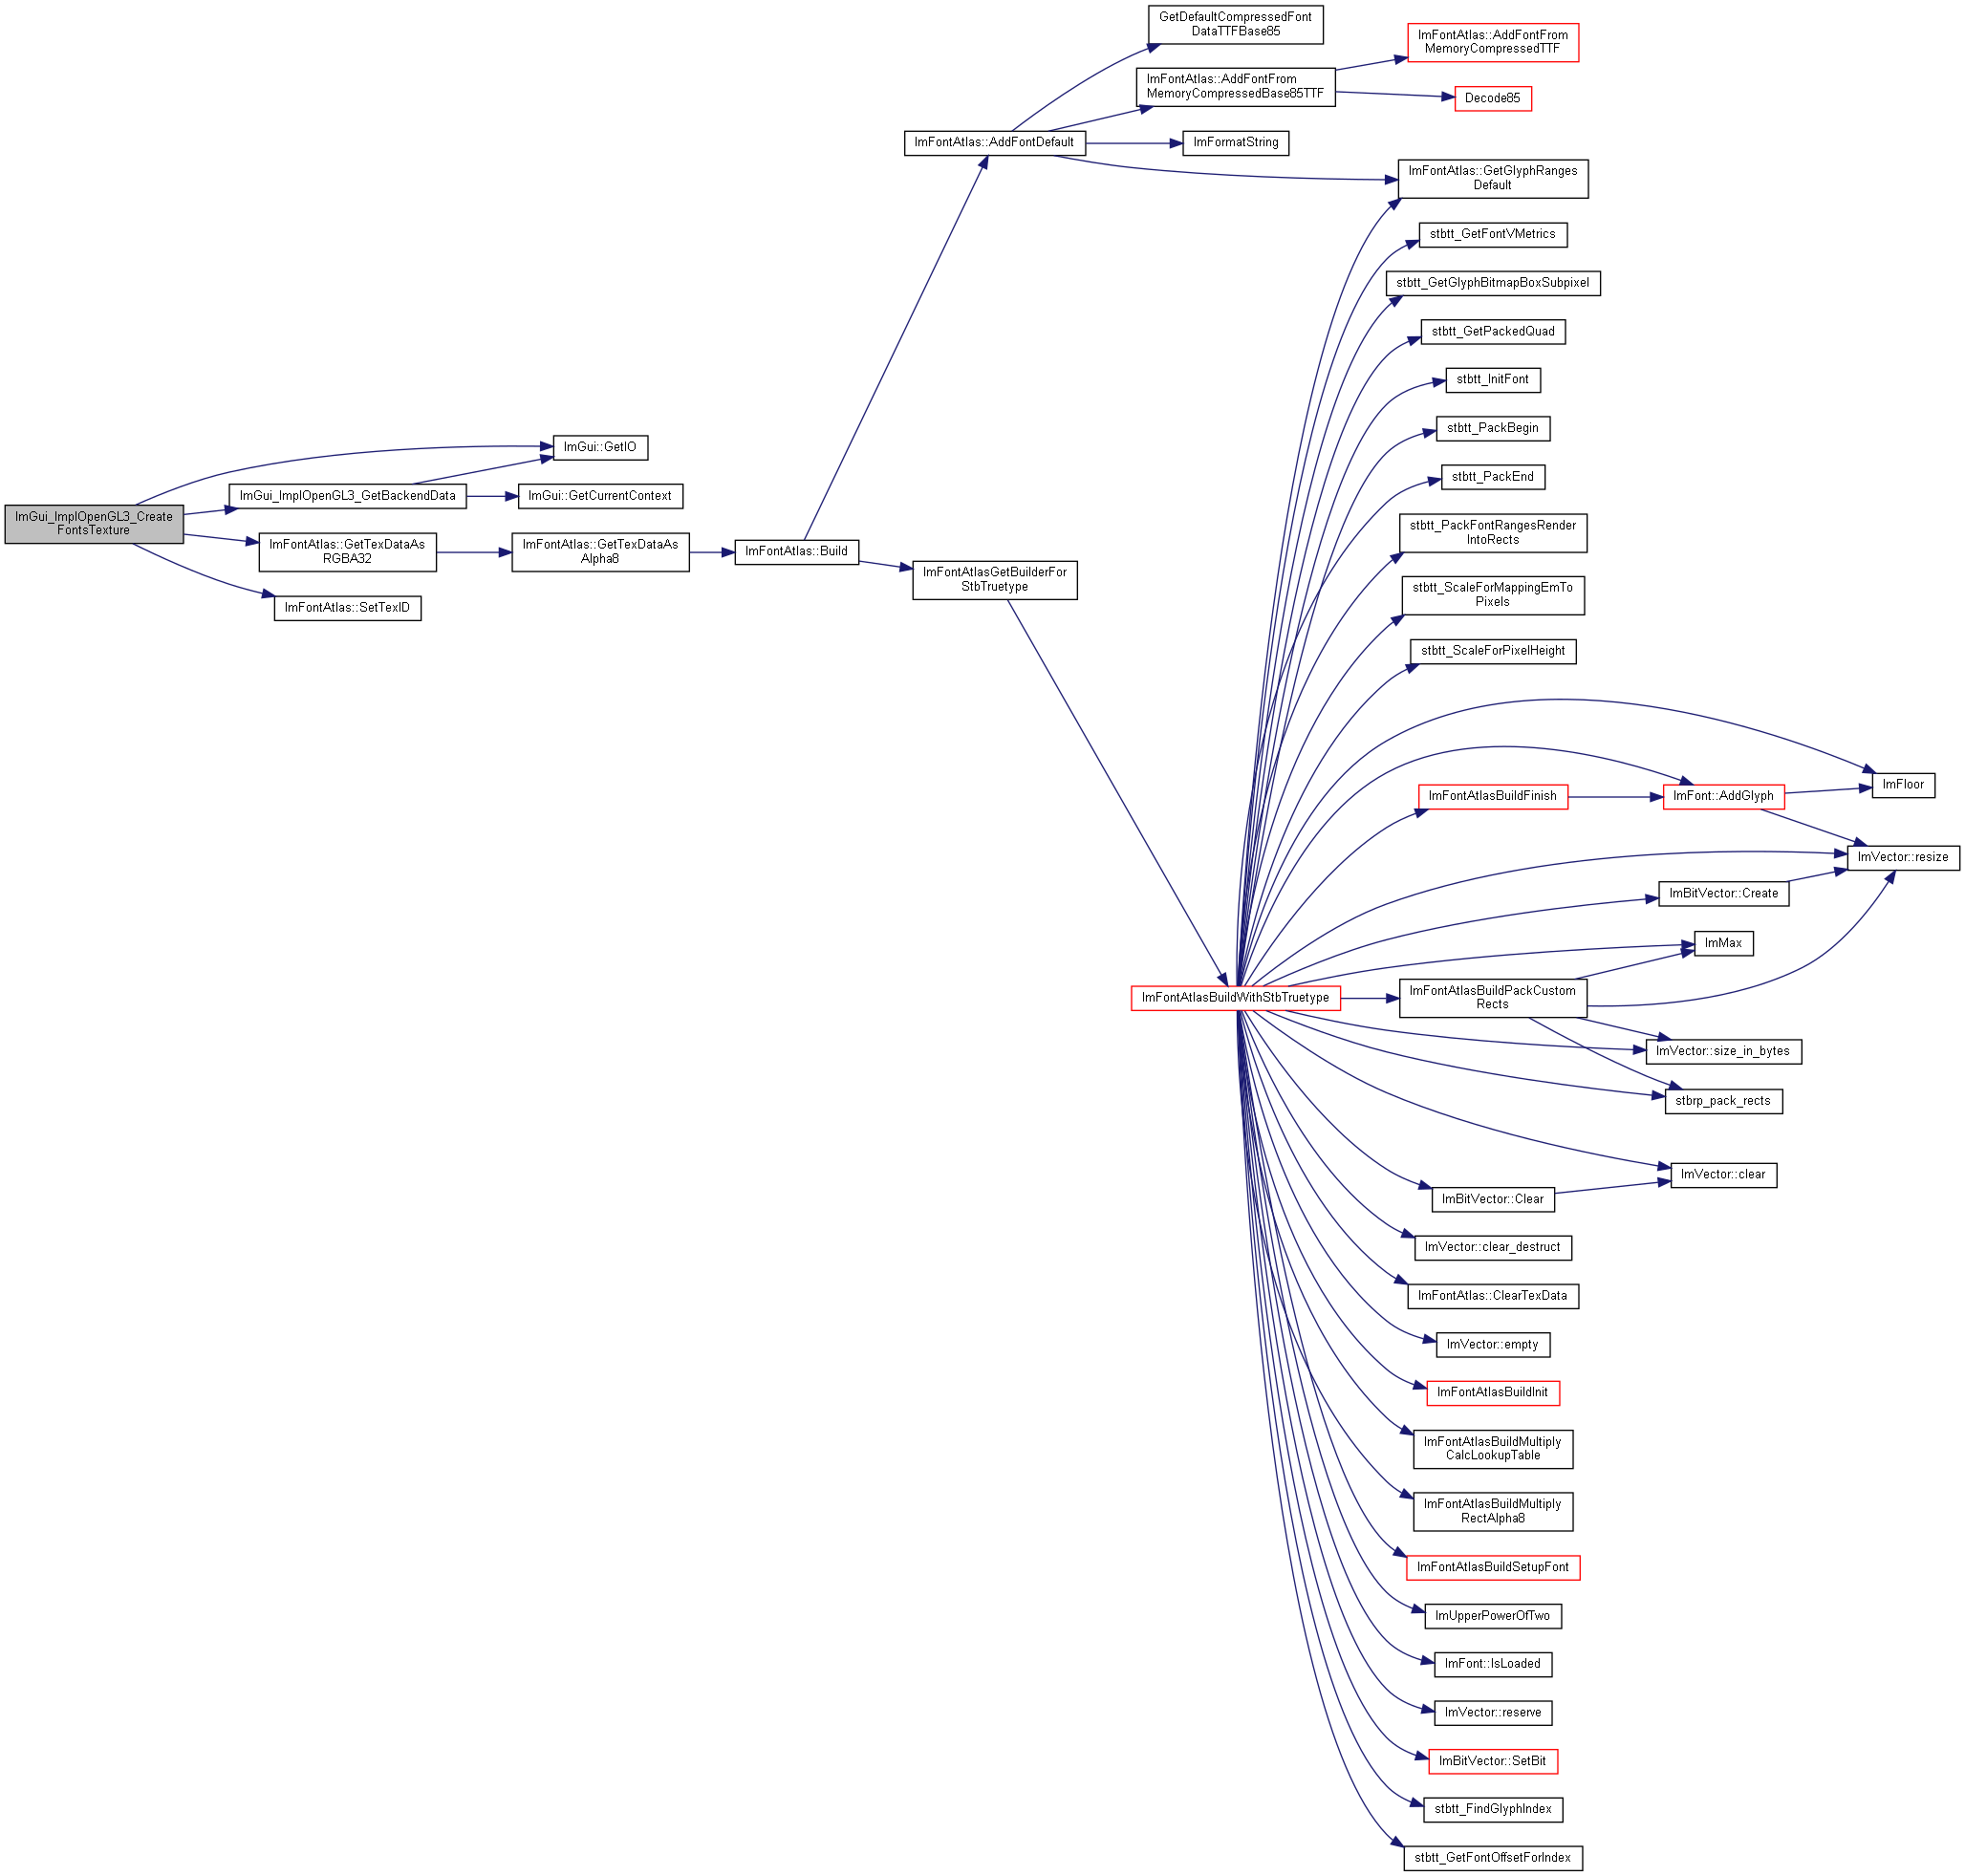 ImGui_ImplOpenGL3_Create
FontsTexture
ImGui::GetIO
ImGui_ImplOpenGL3_GetBackendData
ImGui::GetCurrentContext
ImFontAtlas::GetTexDataAs
RGBA32
ImFontAtlas::GetTexDataAs
Alpha8
ImFontAtlas::SetTexID
ImFontAtlas::Build
ImFontAtlas::AddFontDefault
ImFontAtlasGetBuilderFor
StbTruetype
GetDefaultCompressedFont
DataTTFBase85
ImFontAtlas::AddFontFrom
MemoryCompressedBase85TTF
ImFontAtlas::AddFontFrom
MemoryCompressedTTF
Decode85
ImFormatString
ImFontAtlas::GetGlyphRanges
Default
stbtt_GetFontVMetrics
stbtt_GetGlyphBitmapBoxSubpixel
stbtt_GetPackedQuad
stbtt_InitFont
stbtt_PackBegin
stbtt_PackEnd
stbtt_PackFontRangesRender
IntoRects
stbtt_ScaleForMappingEmTo
Pixels
stbtt_ScaleForPixelHeight
ImFloor
ImFontAtlasBuildFinish
ImFont::AddGlyph
ImVector::resize
ImBitVector::Create
ImMax
ImFontAtlasBuildWithStbTruetype
ImFontAtlasBuildPackCustom
Rects
ImVector::size_in_bytes
stbrp_pack_rects
ImVector::clear
ImBitVector::Clear
ImVector::clear_destruct
ImFontAtlas::ClearTexData
ImVector::empty
ImFontAtlasBuildInit
ImFontAtlasBuildMultiply
CalcLookupTable
ImFontAtlasBuildMultiply
RectAlpha8
ImFontAtlasBuildSetupFont
ImUpperPowerOfTwo
ImFont::IsLoaded
ImVector::reserve
ImBitVector::SetBit
stbtt_FindGlyphIndex
stbtt_GetFontOffsetForIndex